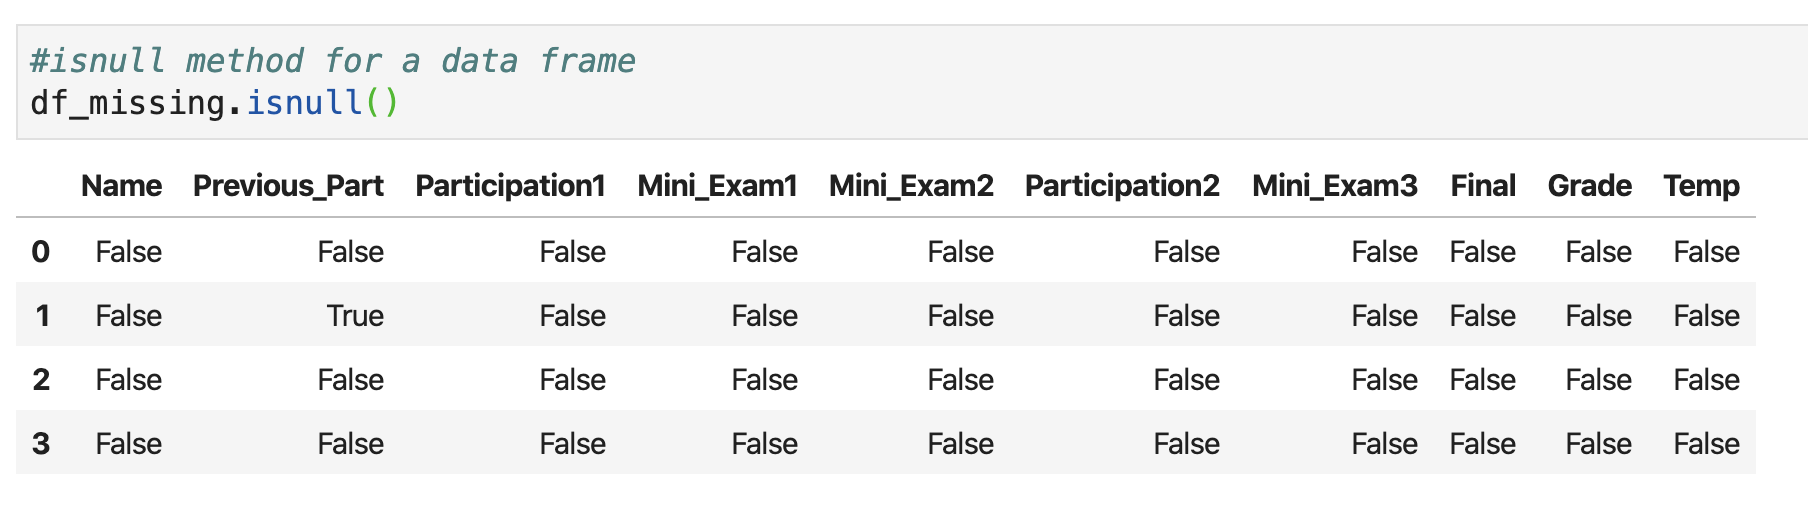 #isnull method for a data frame
df_missing.isnull()
Name Previous_Part Participation1 Mini_Exam1 Mini_Exam2 Participation2 Mini_Exam3 Final Grade Temp
0 False False False False False False False False False False
1 False True False False False False False False False False
2 False False False False False False False False False False
3 False False False False False False False False False False